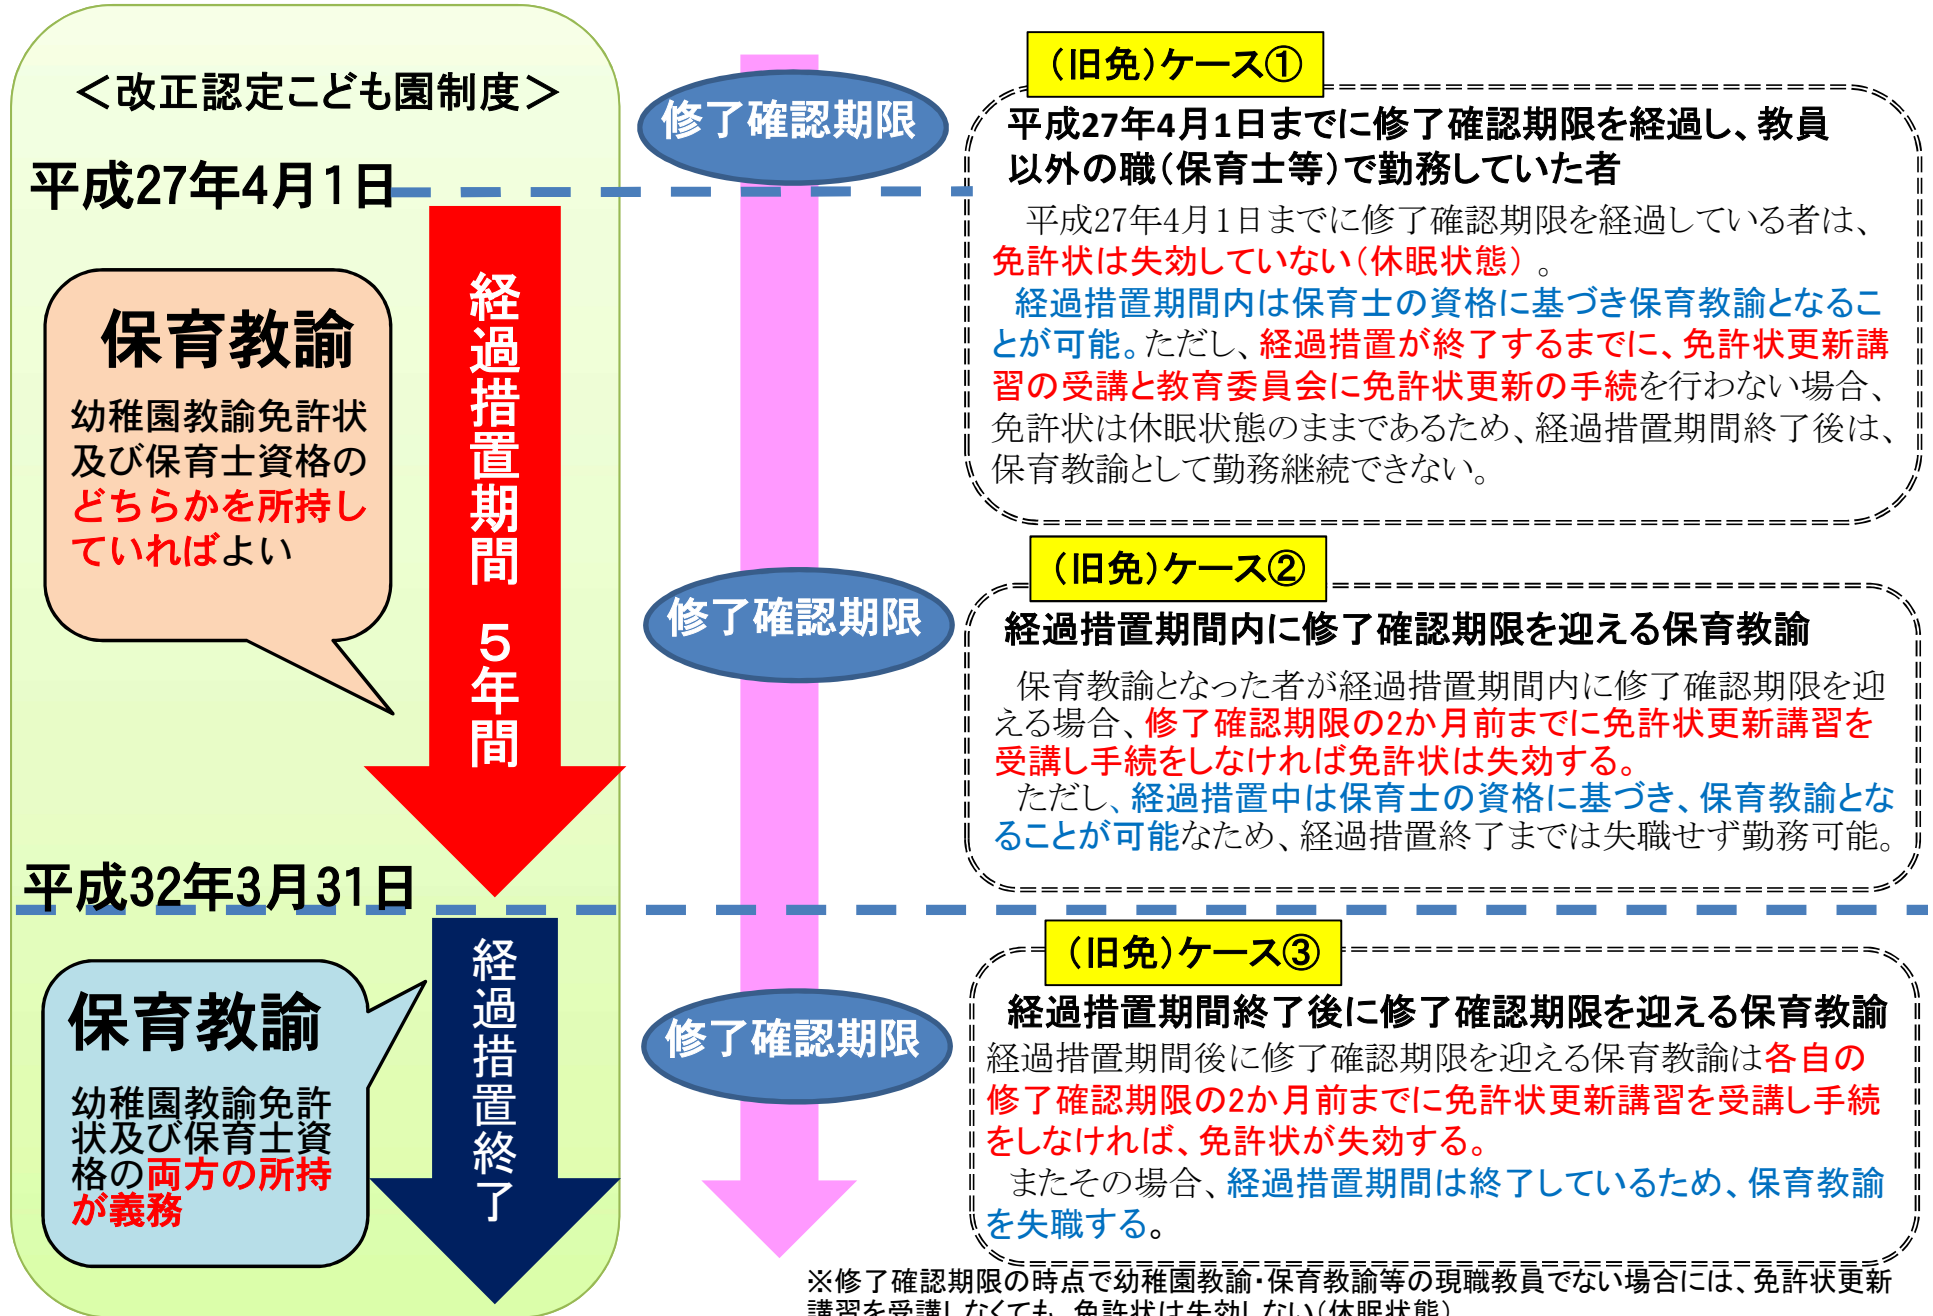 ＜改正認定こども園制度＞
平成27年4月1日
保育教諭
幼稚園教諭免許状
及び保育士資格の
どちらかを所持し
ていればよい
経過措置期間 ５年間
平成32年3月31日
保育教諭
幼稚園教諭免許
状及び保育士資
格の両方の所持
が義務
経過措置終了
修了確認期限
修了確認期限
修了確認期限
（旧免）ケース①
平成27年4月1日までに修了確認期限を経過し、教員
以外の職（保育士等）で勤務していた者
平成27年4月1日までに修了確認期限を経過している者は、
免許状は失効していない（休眠状態）。
経過措置期間内は保育士の資格に基づき保育教諭となるこ
とが可能。ただし、経過措置が終了するまでに、免許状更新講
習の受講と教育委員会に免許状更新の手続を行わない場合、
免許状は休眠状態のままであるため、経過措置期間終了後は、
保育教諭として勤務継続できない。
（旧免）ケース②
経過措置期間内に修了確認期限を迎える保育教諭
保育教諭となった者が経過措置期間内に修了確認期限を迎
える場合、修了確認期限の2か月前までに免許状更新講習を
受講し手続をしなければ免許状は失効する。
ただし、経過措置中は保育士の資格に基づき、保育教諭とな
ることが可能なため、経過措置終了までは失職せず勤務可能。
（旧免）ケース③
経過措置期間終了後に修了確認期限を迎える保育教諭
経過措置期間後に修了確認期限を迎える保育教諭は各自の
修了確認期限の2か月前までに免許状更新講習を受講し手続
をしなければ、免許状が失効する。
またその場合、経過措置期間は終了しているため、保育教諭
を失職する。
※修了確認期限の時点で幼稚園教諭・保育教諭等の現職教員でない場合には、免許状更新
講習を受講しなくても、免許状は失効しない（休眠状態）